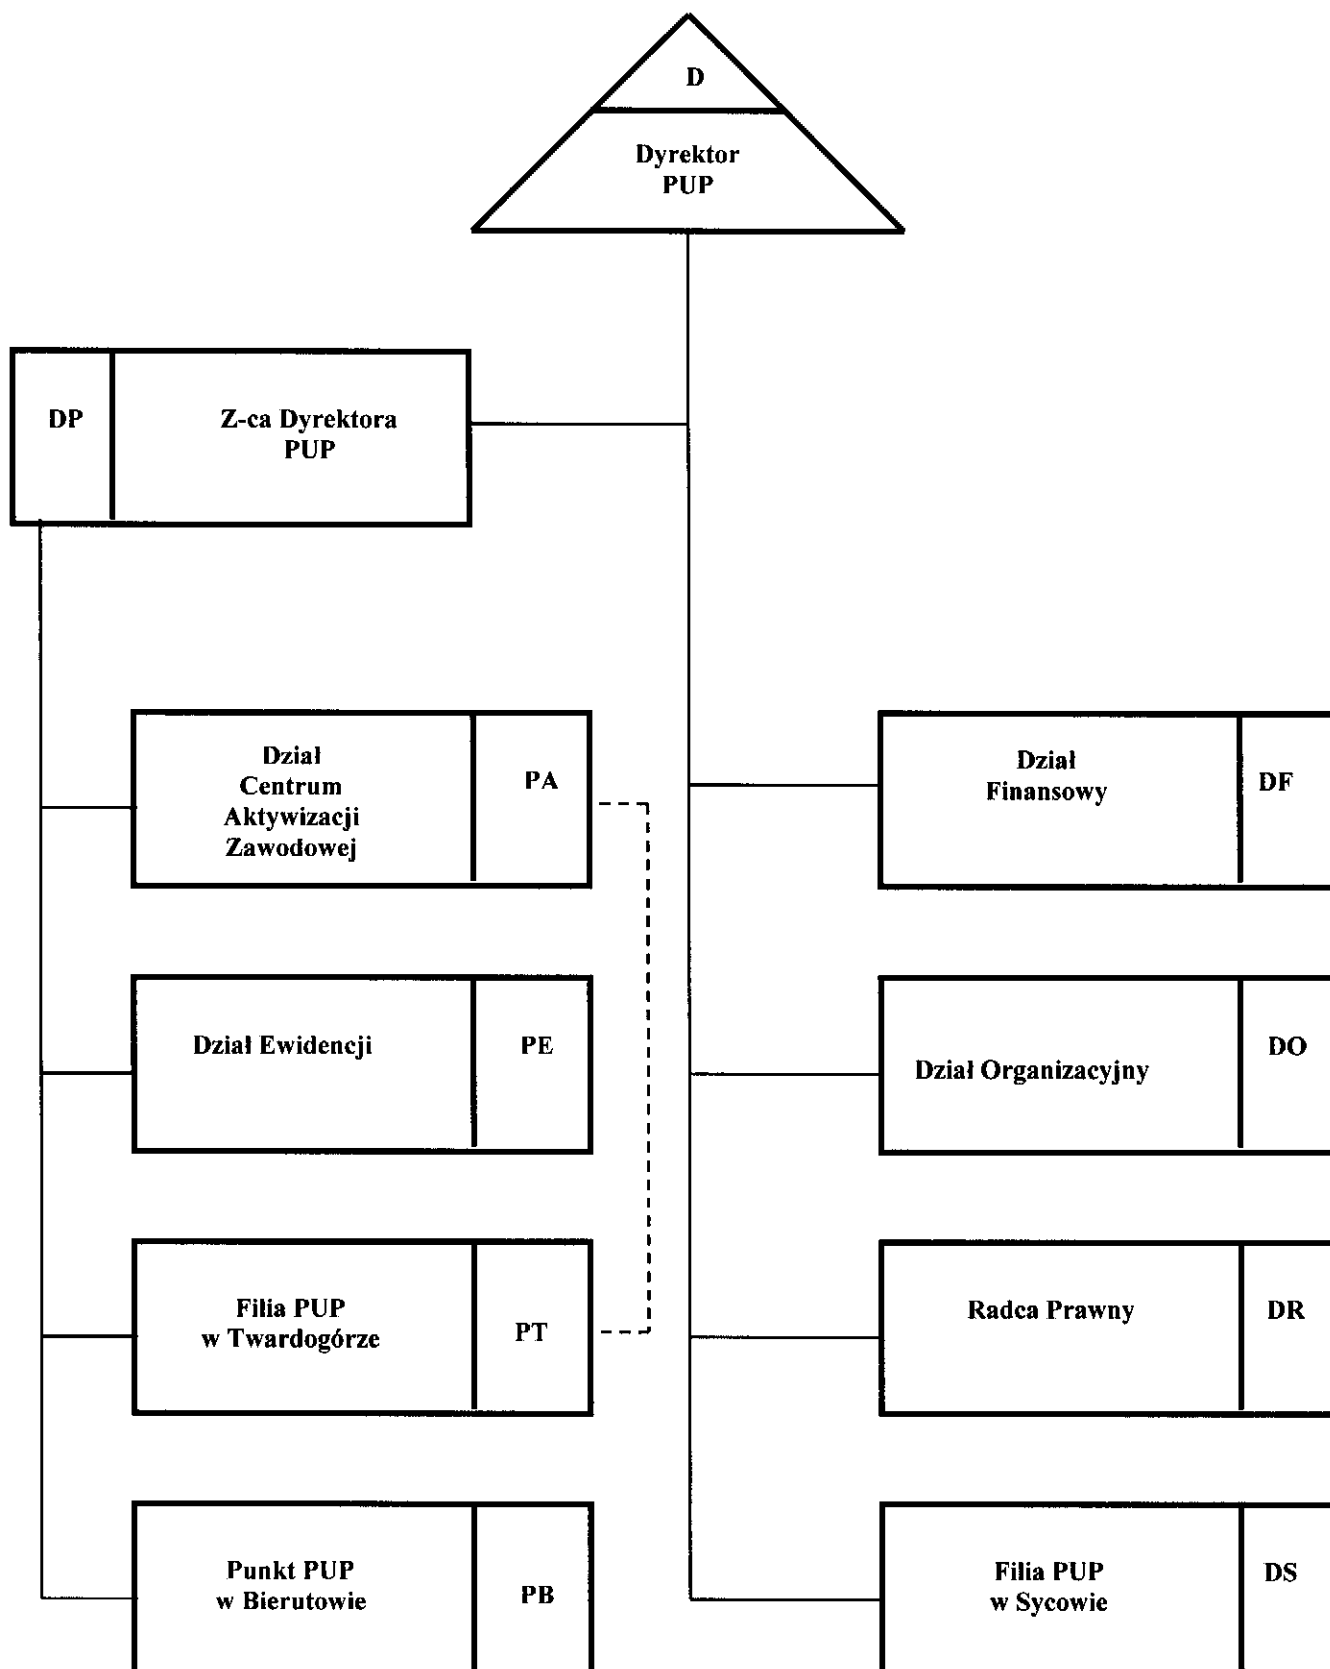 D
Dyrektor
PUP
DP
Z-ca Dyrektora
PUP
Dział
Centrum
Aktywizacji
Zawodowej
PA
Dział
Finansowy
DF
Dział Ewidencji
PE
Dział Organizacyjny
DO
Filia PUP
w Twardogórze
PT
Radca Prawny
DR
Punkt PUP
w Bierutowie
PB
Filia PUP
w Sycowie
DS